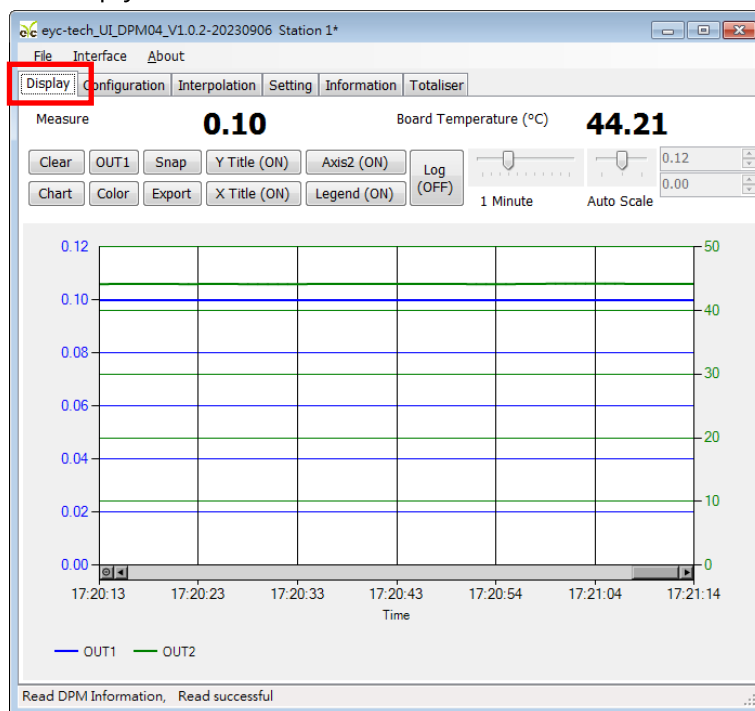 eyc-tech_UI_DPM04_V1.0.2-20230906 Station 1*
File Interface About
Display Configuration Interpolation Setting Information Totaliser
Measure 0.10 Board Temperature (ºC) 44.21
Clear OUT1 Snap Y Title (ON) Axis2 (ON) Log (OFF) 0.12
Chart Color Export X Title (ON) Legend (ON) 1 Minute Auto Scale 0.00
0.12 50
0.10 40
0.08 30
0.06 20
0.04 10
0.02
0.00 0
17:20:13 17:20:23 17:20:33 17:20:43 17:20:54 17:21:04 17:21:14
Time
OUT1 OUT2
Read DPM Information, Read successful